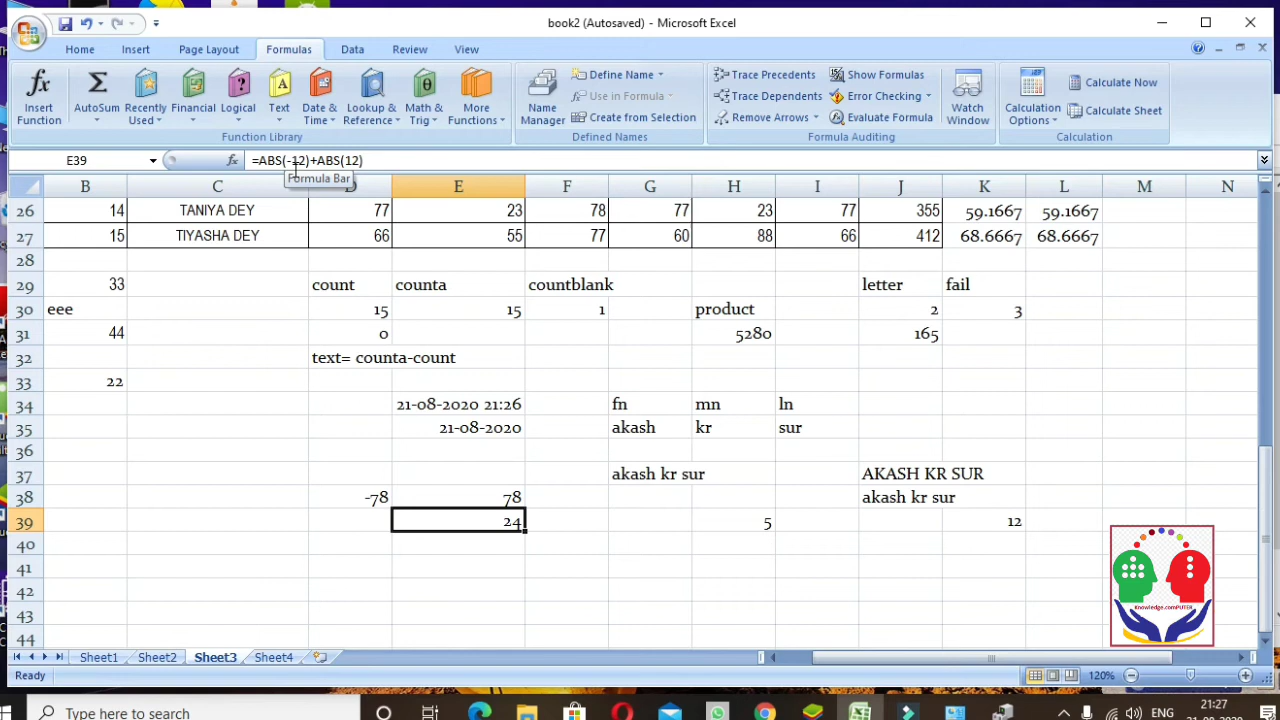 book2 (Autosaved) - Microsoft Excel
Home Insert Page Layout Formulas Data Review View
Insert Function
AutoSum
Recently Used
Financial
Logical
Text
Date & Time
Lookup & Reference
Math & Trig
More Functions
Function Library
Name Manager
Define Name
Use in Formula
Create from Selection
Defined Names
Trace Precedents
Trace Dependents
Remove Arrows
Show Formulas
Error Checking
Evaluate Formula
Formula Auditing
Watch Window
Calculation Options
Calculate Now
Calculate Sheet
Calculation
E39 fx =ABS(-12)+ABS(12)
Formula Bar
B C D E F G H I J K L M N
26 14 TANIYA DEY 77 23 78 77 23 77 355 59.1667 59.1667
27 15 TIYASHA DEY 66 55 77 60 88 66 412 68.6667 68.6667
28
29 33 count counta countblank letter fail
30 eee 15 15 1 product 2 3
31 44 0 5280 165
32 text= counta-count
33 22
34 21-08-2020 21:26 fn mn ln
35 21-08-2020 akash kr sur
36
37 akash kr sur AKASH KR SUR
38 -78 78 akash kr sur
39 24 5 12
40
41
42
43
44
Knowledge.comPUTER
Sheet1 Sheet2 Sheet3 Sheet4
Ready 120%
Type here to search
ENG
21:27